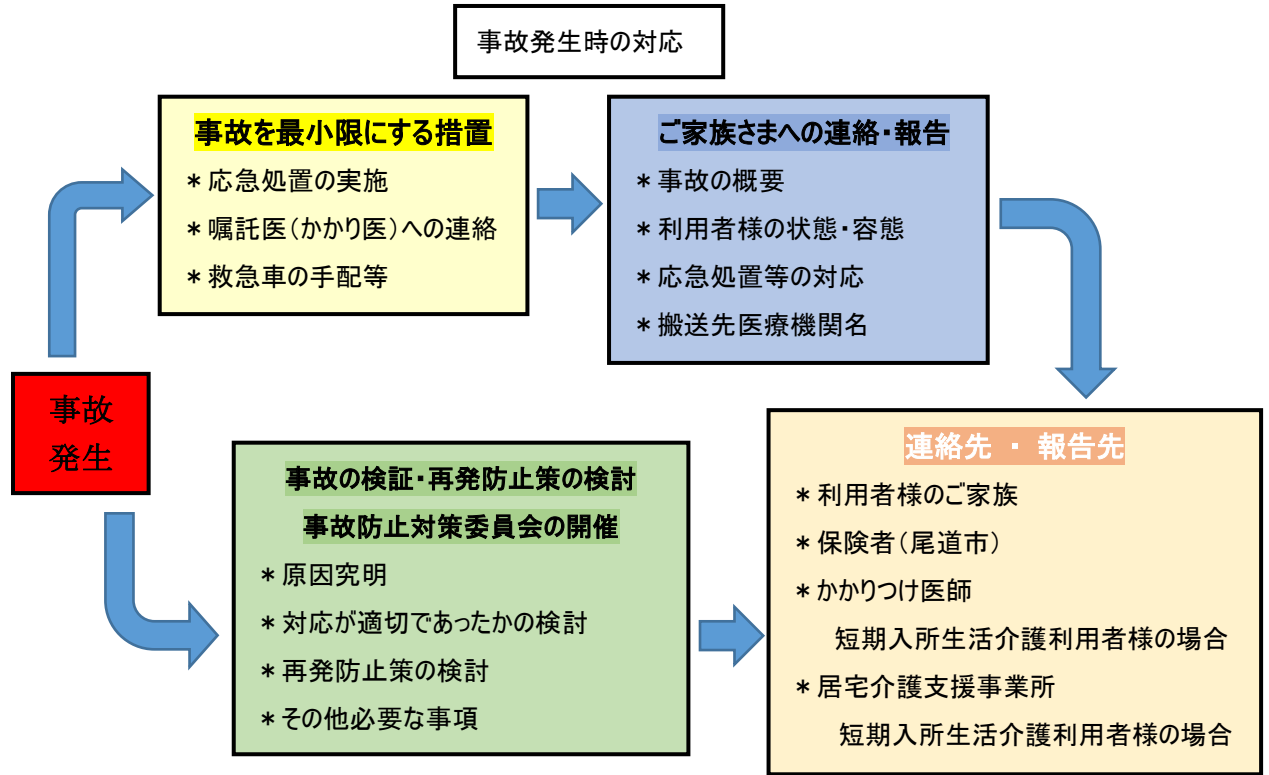 事故発生時の対応
事故を最小限にする措置
＊応急処置の実施
＊嘱託医（かかり医）への連絡
＊救急車の手配等
ご家族さまへの連絡・報告
＊事故の概要
＊利用者様の状態・容態
＊応急処置等の対応
＊搬送先医療機関名
事故
発生
事故の検証・再発防止策の検討
事故防止対策委員会の開催
＊原因究明
＊対応が適切であったかの検討
＊再発防止策の検討
＊その他必要な事項
連絡先 ・ 報告先
＊利用者様のご家族
＊保険者（尾道市）
＊かかりつけ医師
短期入所生活介護利用者様の場合
＊居宅介護支援事業所
短期入所生活介護利用者様の場合